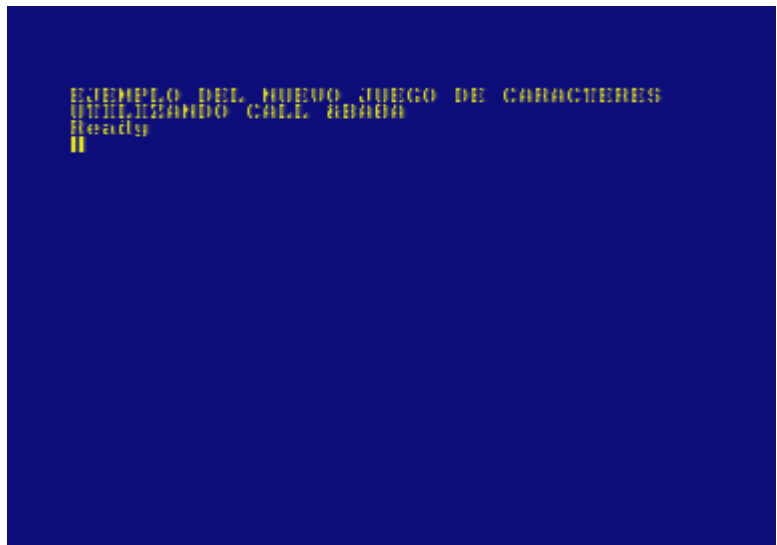 EJEMPLO DEL NUEVO JUEGO DE CARACTERES
UTILIZANDO CALL &BABA
Ready